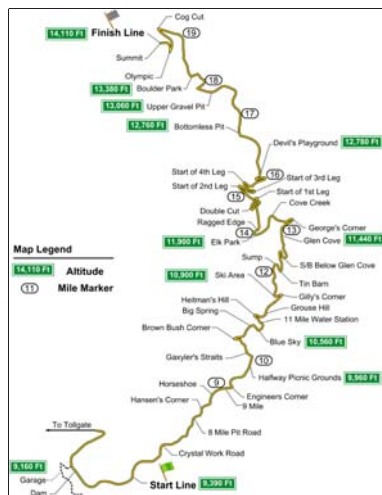 Cog Cut
14,110 Ft Finish Line
19
Summit
Olympic
13,380 Ft Boulder Park
18
13,060 Ft Upper Gravel Pit
17
12,760 Ft Bottomless Pit
Devil's Playground 12,780 Ft
Start of 4th Leg
16
Start of 3rd Leg
Start of 2nd Leg
15
Start of 1st Leg
Double Cut
Cove Creek
Ragged Edge
14
George's Corner
11,900 Ft Elk Park
13
Glen Cove 11,440 Ft
Map Legend
14,110 Ft Altitude
11 Mile Marker
Sump
S/B Below Glen Cove
10,900 Ft
12
Tin Barn
Ski Area
Gilly's Corner
Heitman's Hill
Grouse Hill
Big Spring
11 Mile Water Station
Brown Bush Corner
Blue Sky 10,560 Ft
Gaxyler's Straits
10
Halfway Picnic Grounds 9,960 Ft
Horseshoe
9
Engineers Corner
Hansen's Corner
9 Mile
To Tollgate
8 Mile Pit Road
Crystal Work Road
9,160 Ft
Garage
Start Line 9,390 Ft
Dam